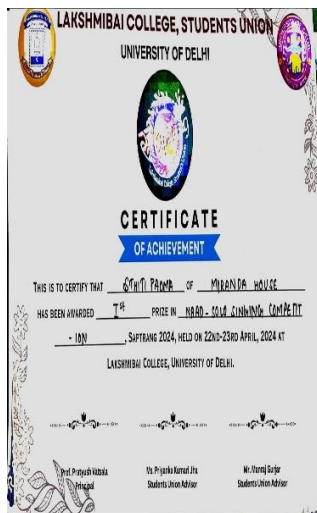 LAKSHMIBAI COLLEGE, STUDENTS UNION
UNIVERSITY OF DELHI
CERTIFICATE
OF ACHIEVEMENT
THIS IS TO CERTIFY THAT STHITI PADMA OF MIRANDA HOUSE
HAS BEEN AWARDED Ist PRIZE IN NAAD - SOLO SINGING COMPETIT
- ION, SAPTRANG 2024, HELD ON 22ND-23RD APRIL, 2024 AT
LAKSHMIBAI COLLEGE, UNIVERSITY OF DELHI.
Prof. Pratyush Vatsala Ms. Priyanka Kumari Jha Mr. Manraj Gurjar
Principal Students Union Advisor Students Union Advisor